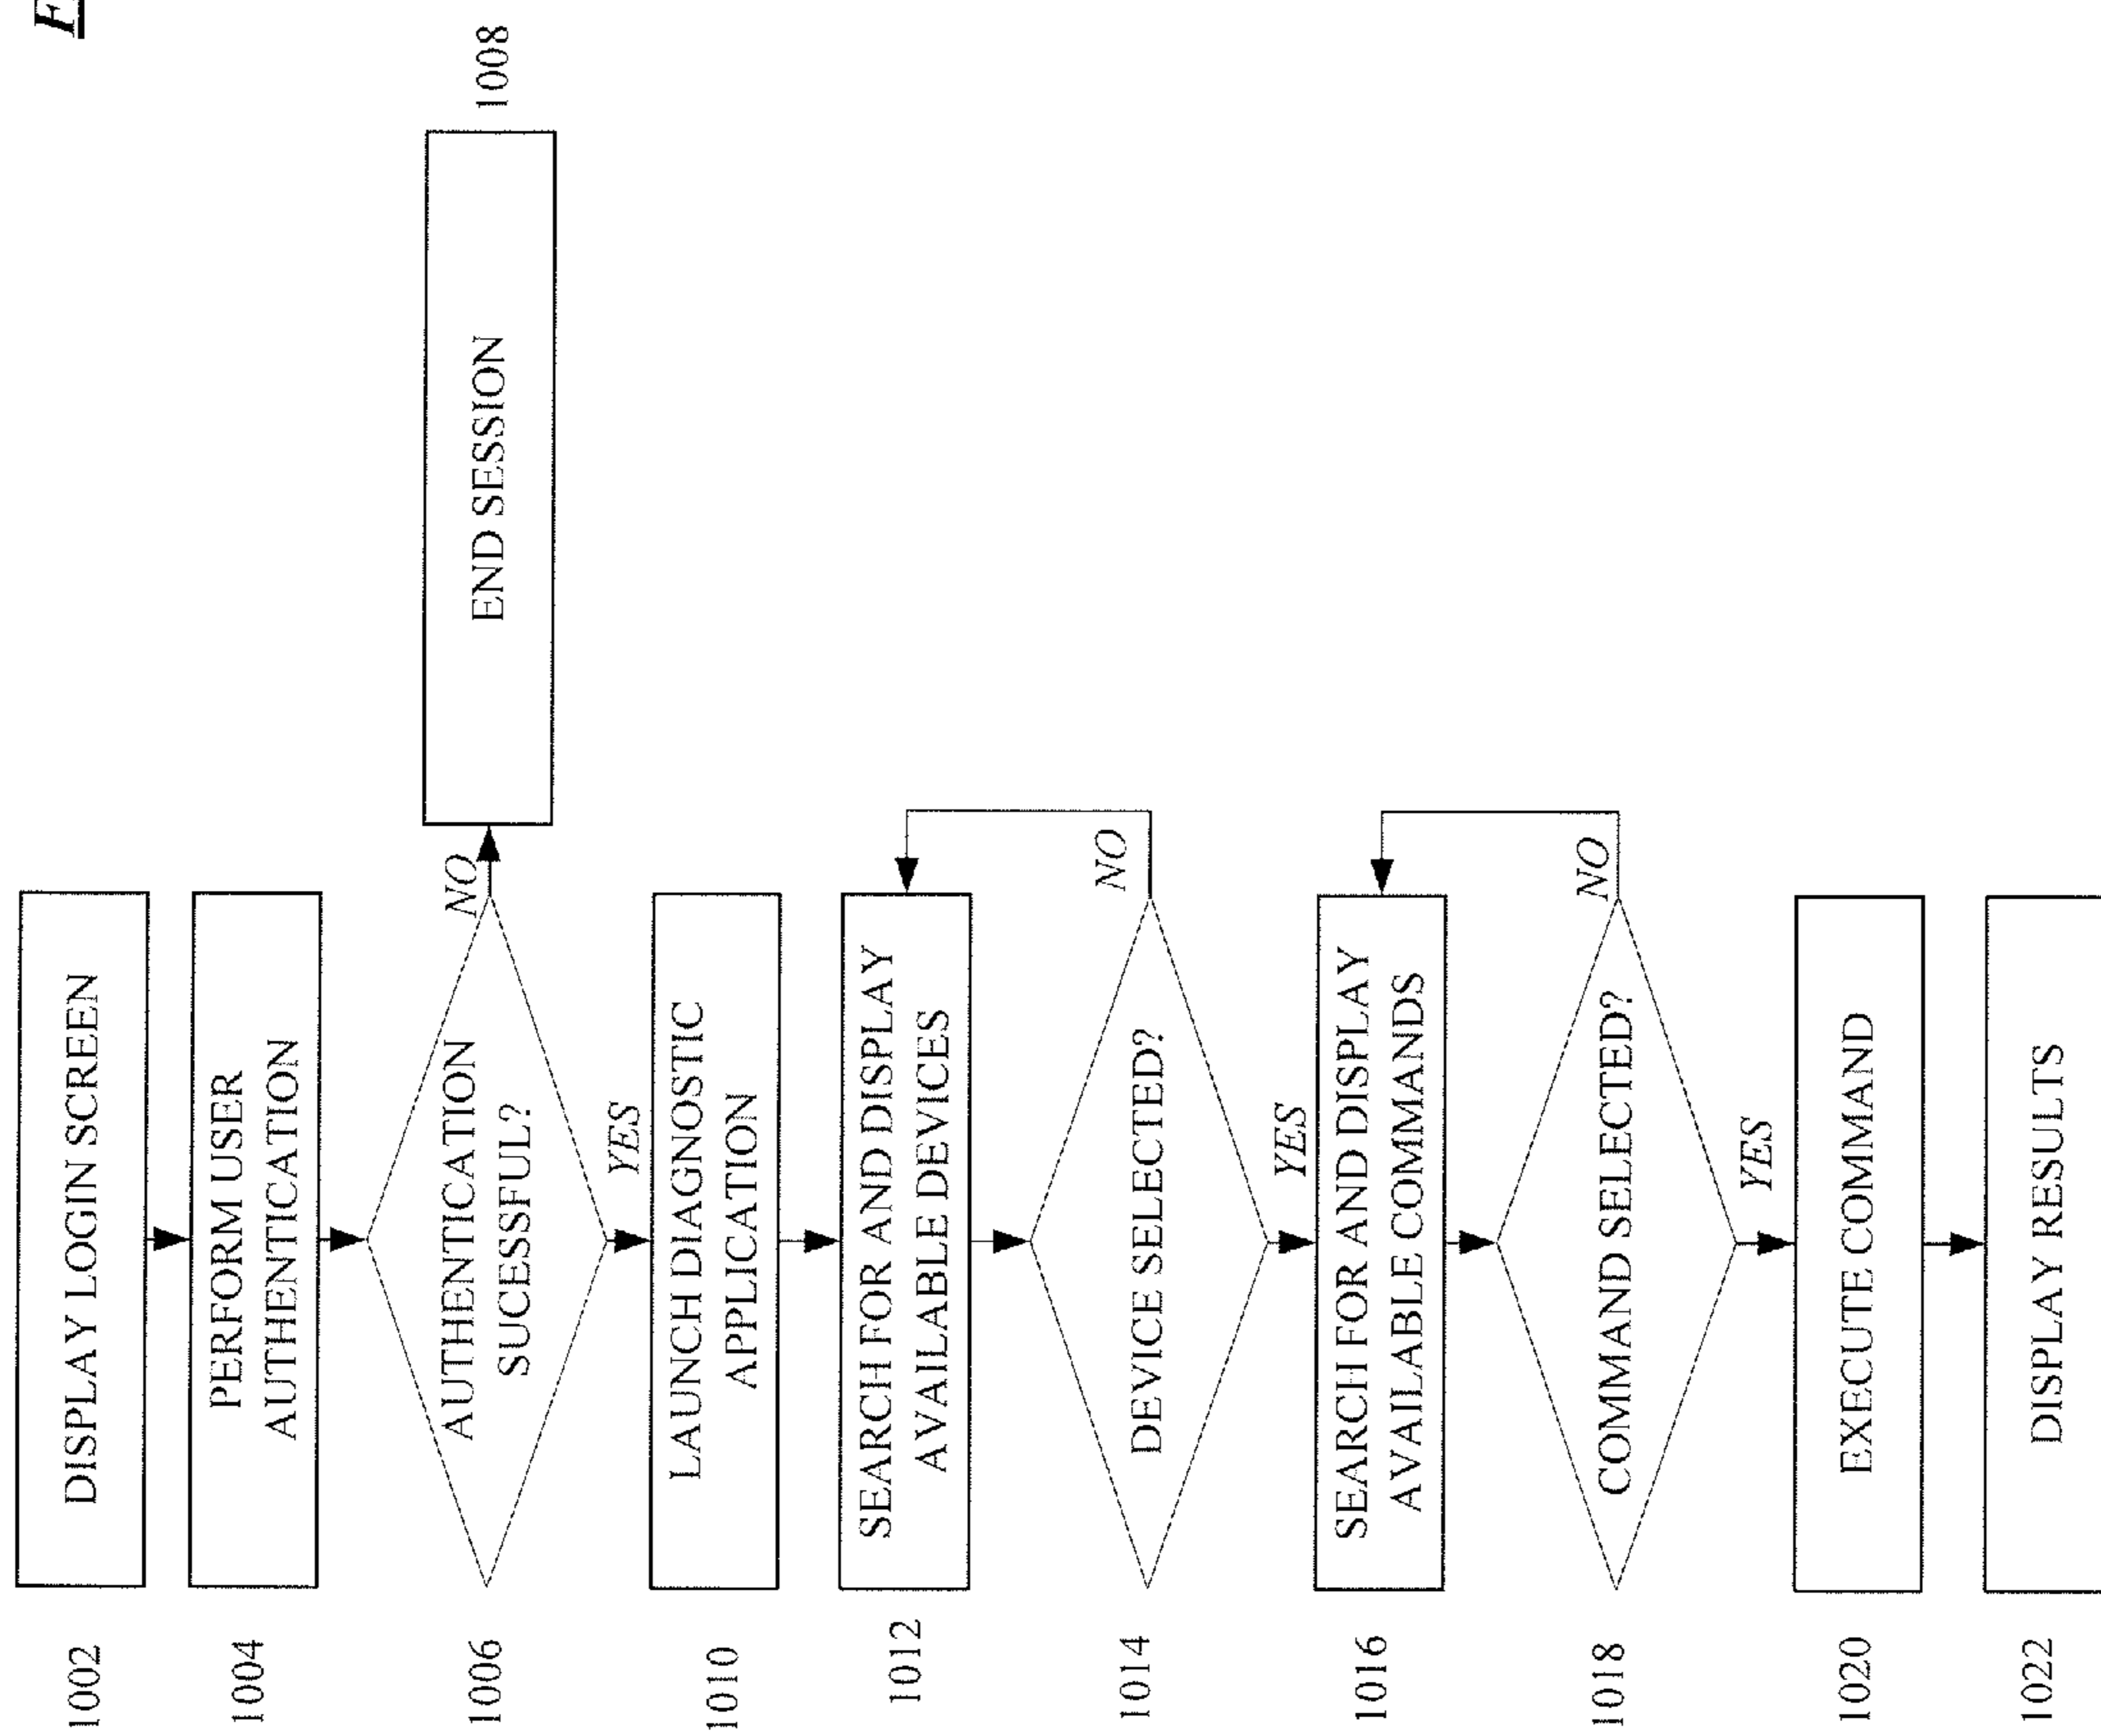 1002
DISPLAY LOGIN SCREEN
1004
PERFORM USER
AUTHENTICATION
1006
AUTHENTICATION
SUCESSFUL?
NO
END SESSION
1008
YES
1010
LAUNCH DIAGNOSTIC
APPLICATION
1012
SEARCH FOR AND DISPLAY
AVAILABLE DEVICES
1014
DEVICE SELECTED?
NO
YES
1016
SEARCH FOR AND DISPLAY
AVAILABLE COMMANDS
1018
COMMAND SELECTED?
NO
YES
1020
EXECUTE COMMAND
1022
DISPLAY RESULTS